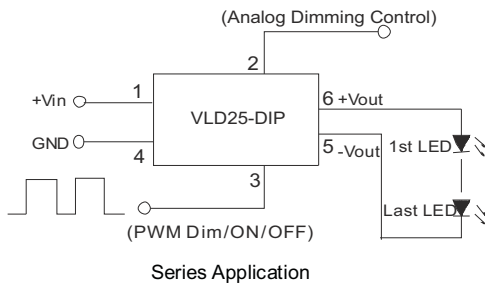 (Analog Dimming Control)
2
1
+Vin
VLD25-DIP
6 +Vout
GND
4
5 -Vout
1st LED
3
Last LED
(PWM Dim/ON/OFF)
Series Application